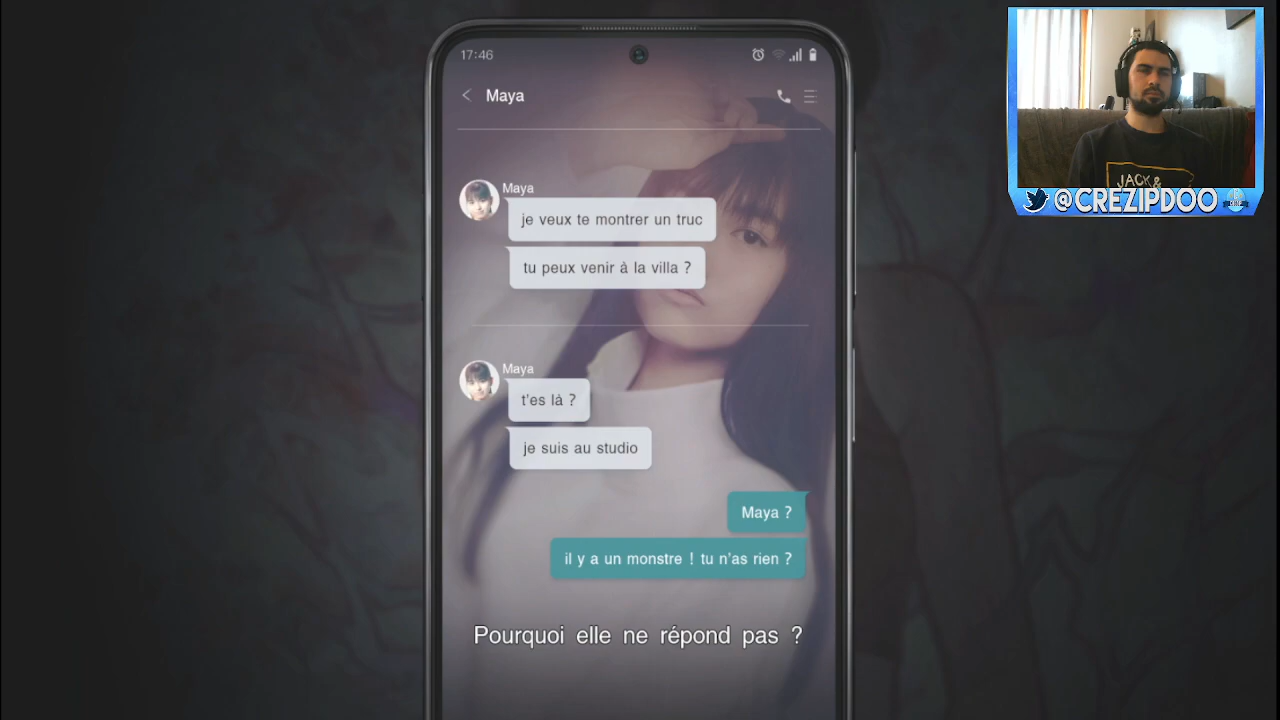 17:46
Maya
Maya
je veux te montrer un truc
tu peux venir à la villa ?
Maya
t'es là ?
je suis au studio
Maya ?
il y a un monstre ! tu n'as rien ?
Pourquoi elle ne répond pas ?
JACK &
@CREZIPDOO